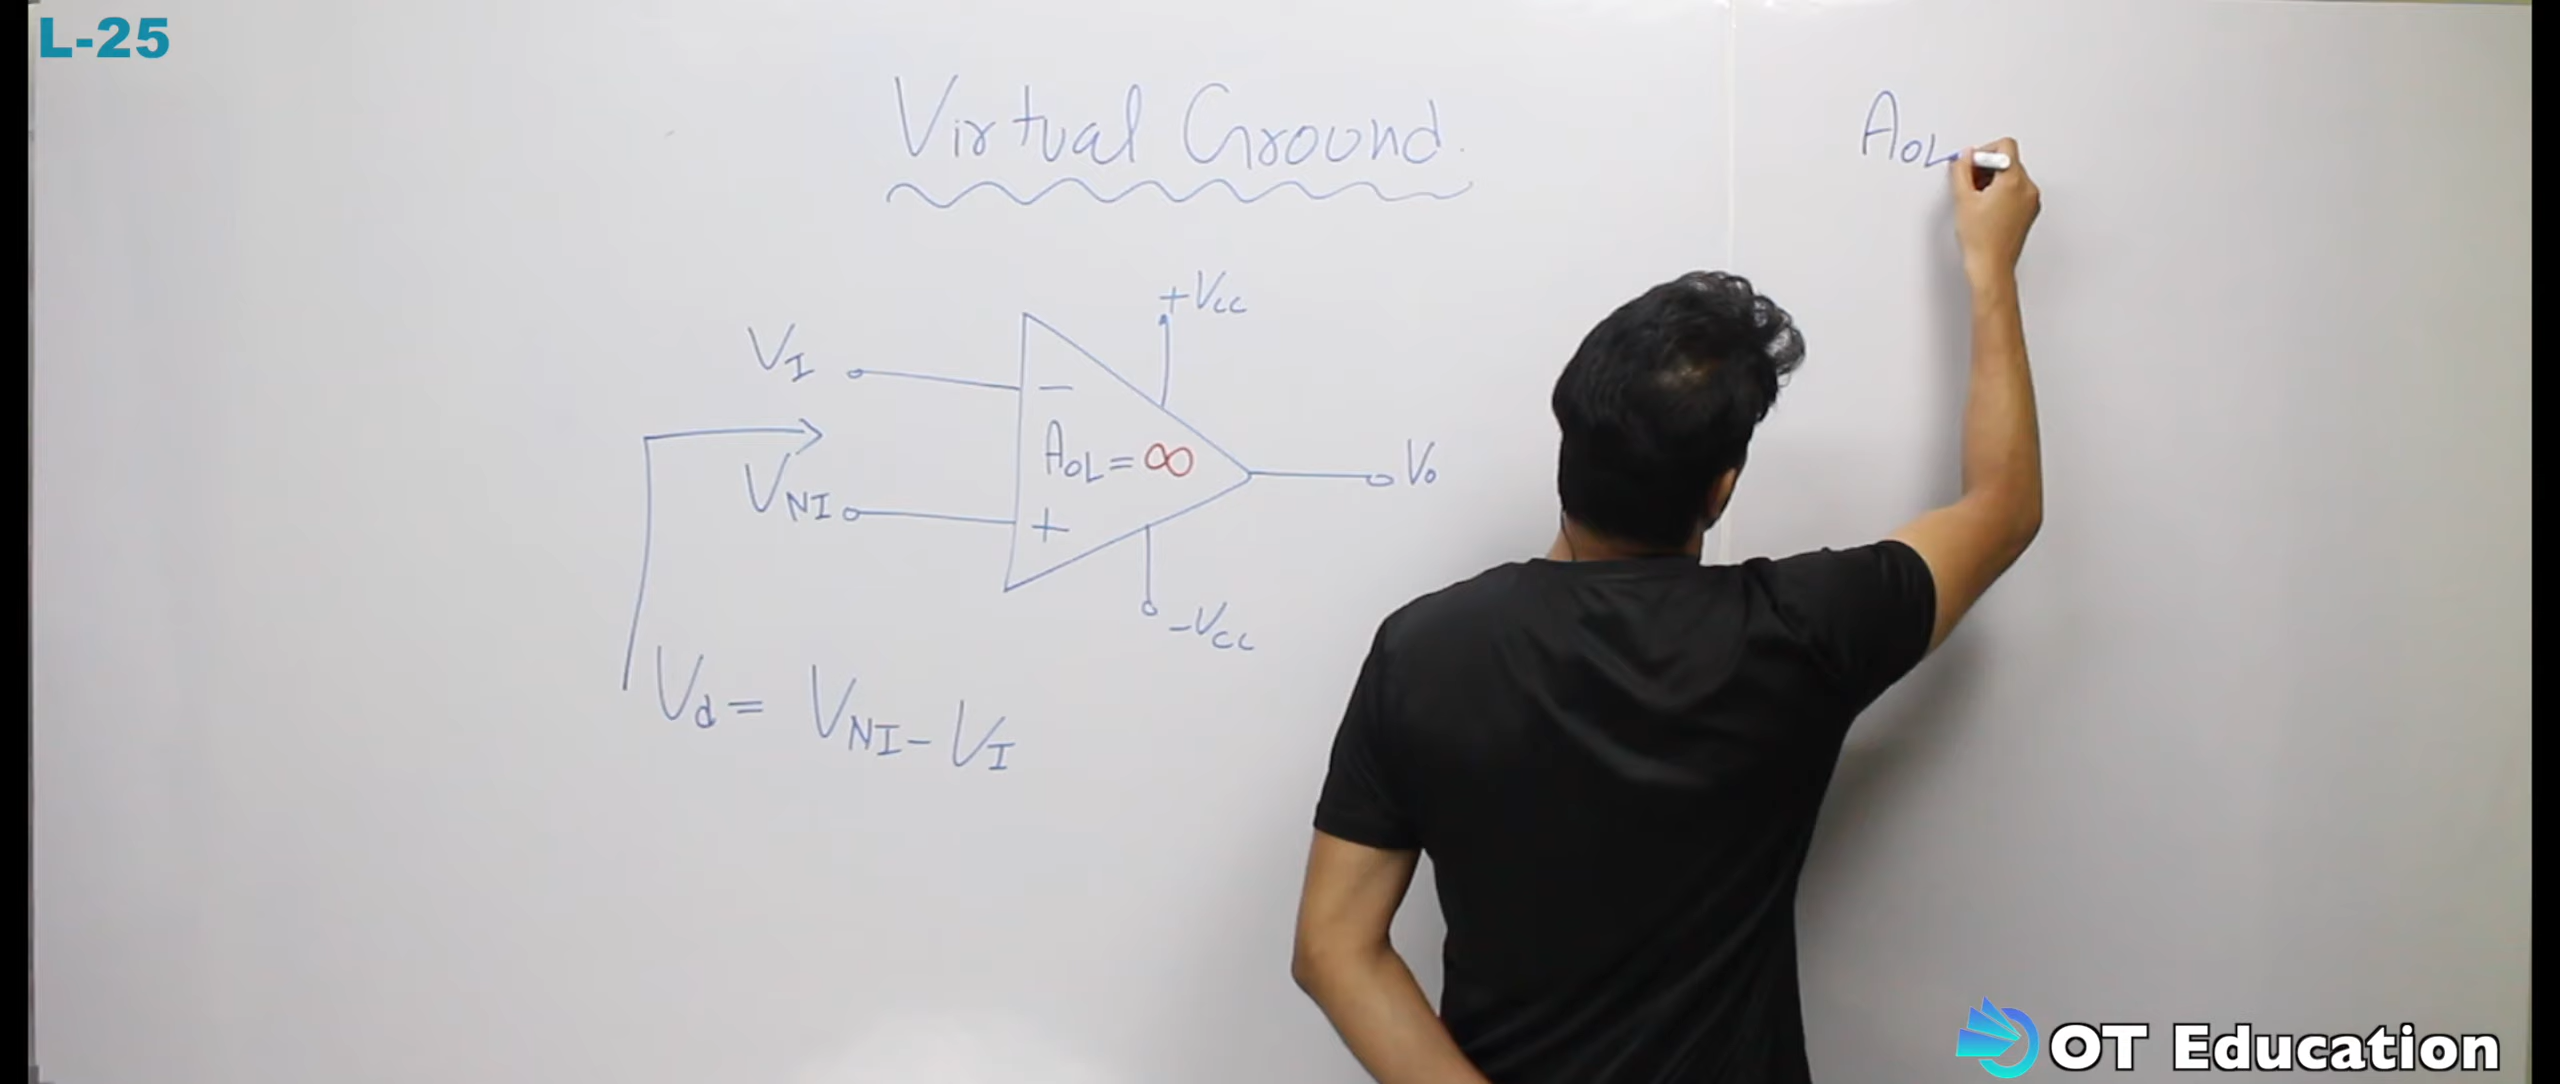 L-25
Virtual Ground.
AOL
+VCC
VI
−
AOL = ∞
VNI
+
Vo
-VCC
Vd = VNI - VI
OT Education